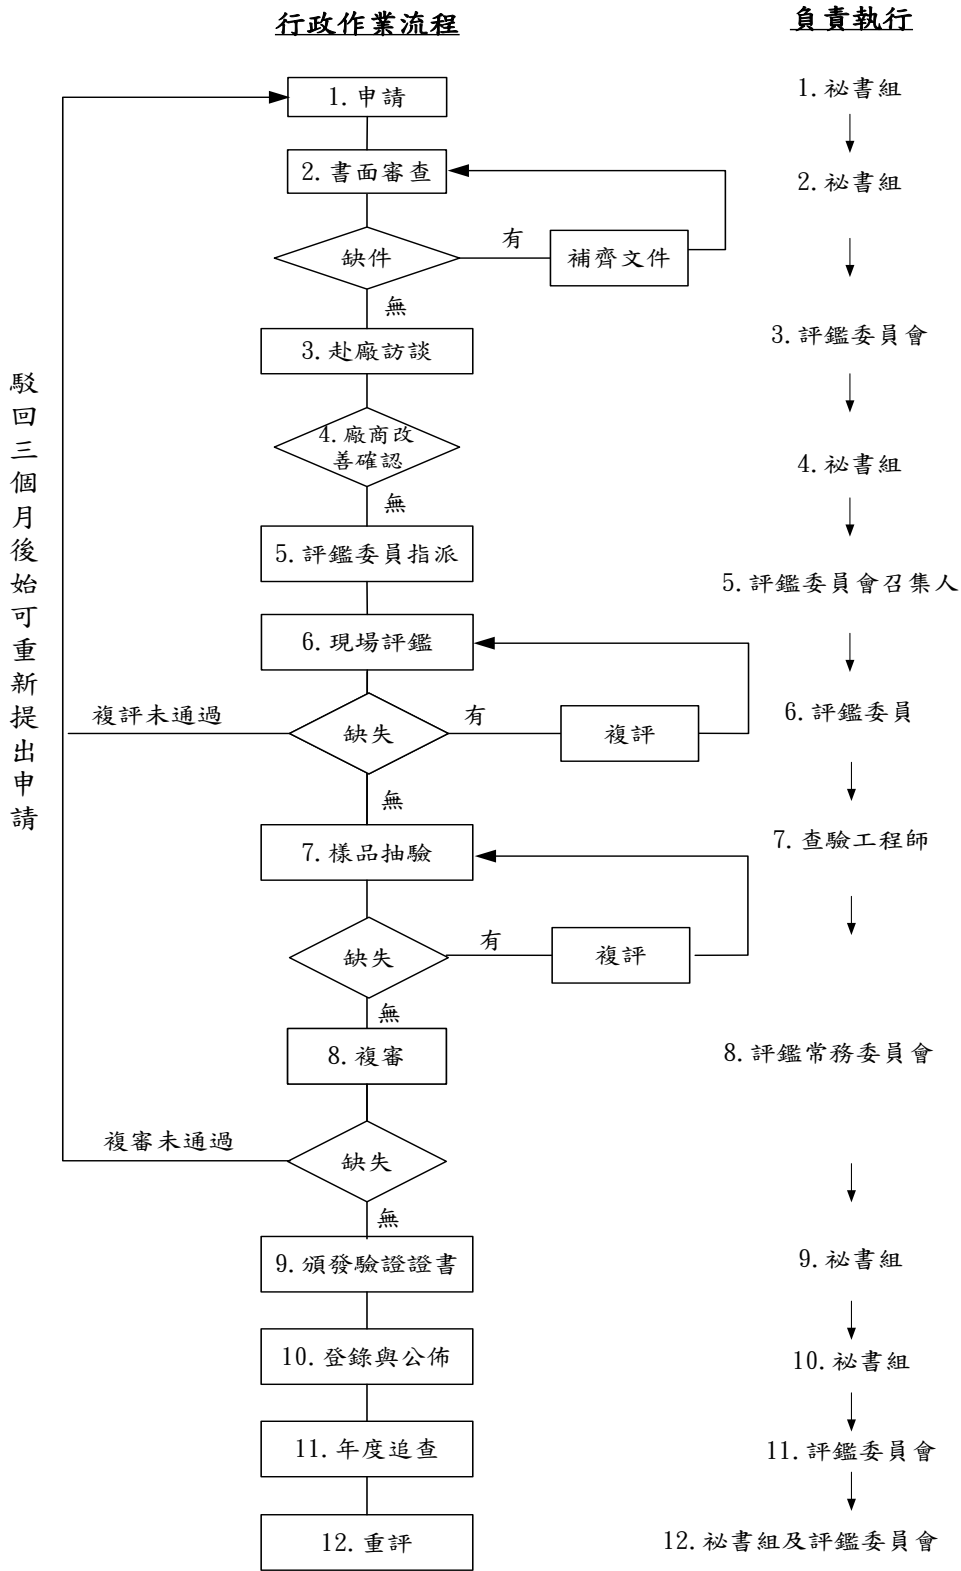 行政作業流程
負責執行
1.申請
1.祕書組
2.書面審查
2.祕書組
缺件
有
補齊文件
無
3.赴廠訪談
3.評鑑委員會
4.廠商改
善確認
4.祕書組
無
5.評鑑委員指派
5.評鑑委員會召集人
6.現場評鑑
6.評鑑委員
複評未通過
缺失
有
複評
無
7.樣品抽驗
7.查驗工程師
缺失
有
複評
無
8.複審
8.評鑑常務委員會
複審未通過
缺失
無
9.頒發驗證證書
9.祕書組
10.登錄與公佈
10.祕書組
11.年度追查
11.評鑑委員會
12.重評
12.祕書組及評鑑委員會
駁回三個月後始可重新提出申請